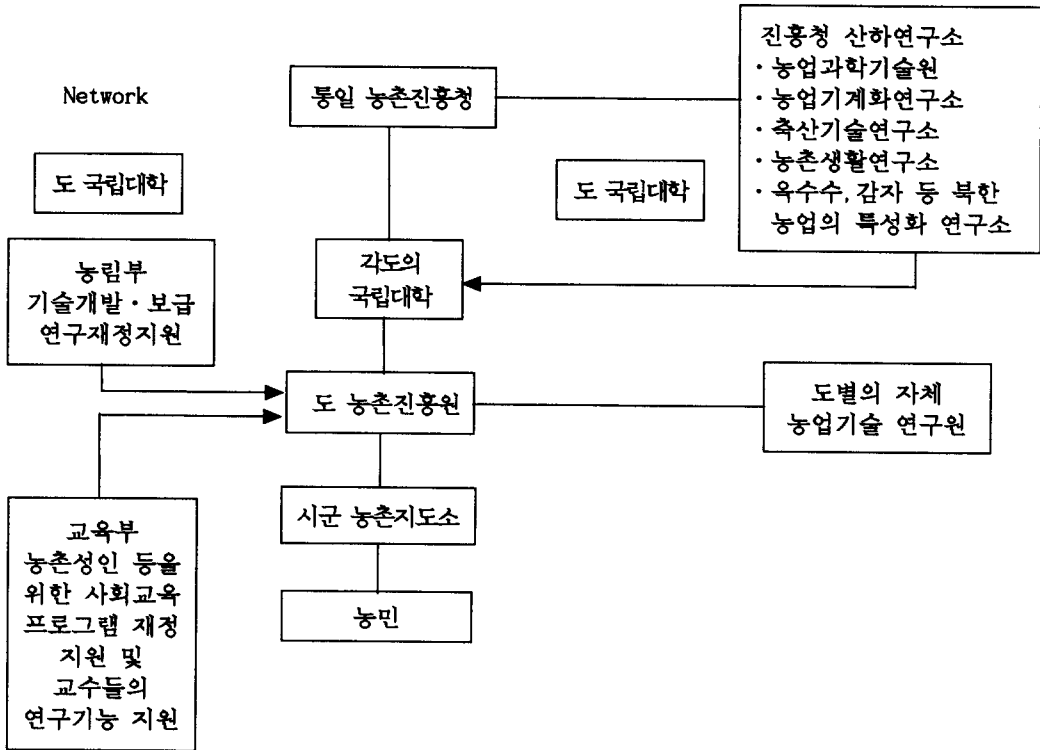 Network
통일 농촌진흥청
진흥청 산하연구소
·농업과학기술원
·농업기계화연구소
·축산기술연구소
·농촌생활연구소
·옥수수, 감자 등 북한
농업의 특성화 연구소
도 국립대학
도 국립대학
농림부
기술개발·보급
연구재정지원
각도의
국립대학
도 농촌진흥원
도별의 자체
농업기술 연구원
시군 농촌지도소
농민
교육부
농촌성인 등을
위한 사회교육
프로그램 재정
지원 및
교수들의
연구기능 지원